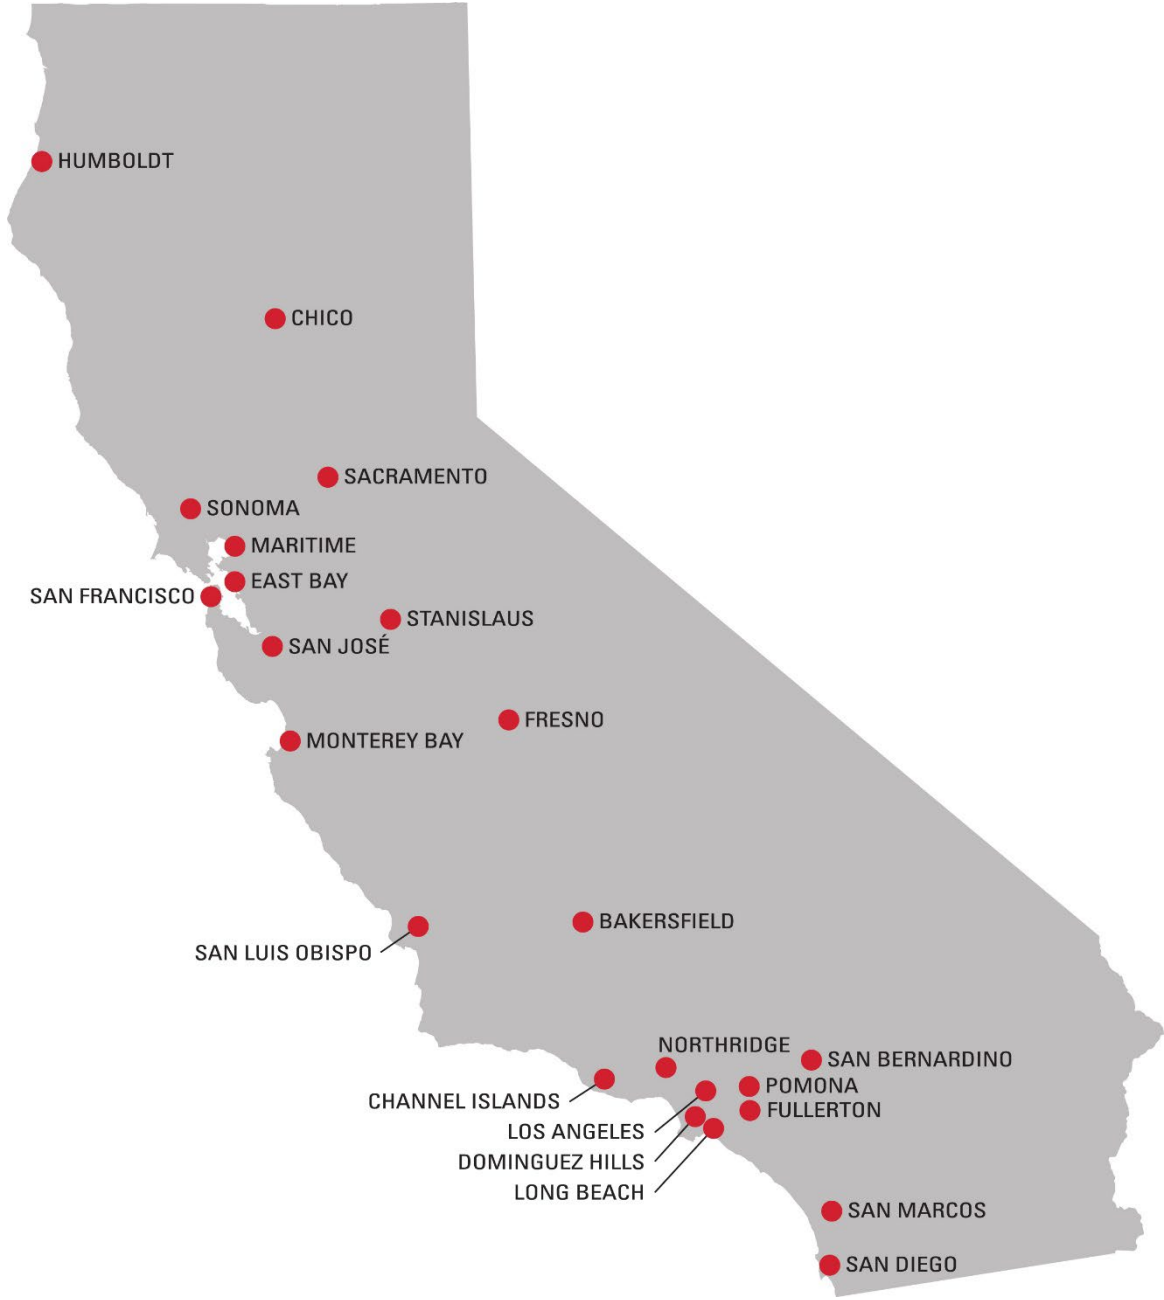 HUMBOLDT
CHICO
SACRAMENTO
SONOMA
MARITIME
EAST BAY
SAN FRANCISCO
STANISLAUS
SAN JOSÉ
FRESNO
MONTEREY BAY
BAKERSFIELD
SAN LUIS OBISPO
NORTHRIDGE
SAN BERNARDINO
POMONA
CHANNEL ISLANDS
FULLERTON
LOS ANGELES
DOMINGUEZ HILLS
LONG BEACH
SAN MARCOS
SAN DIEGO